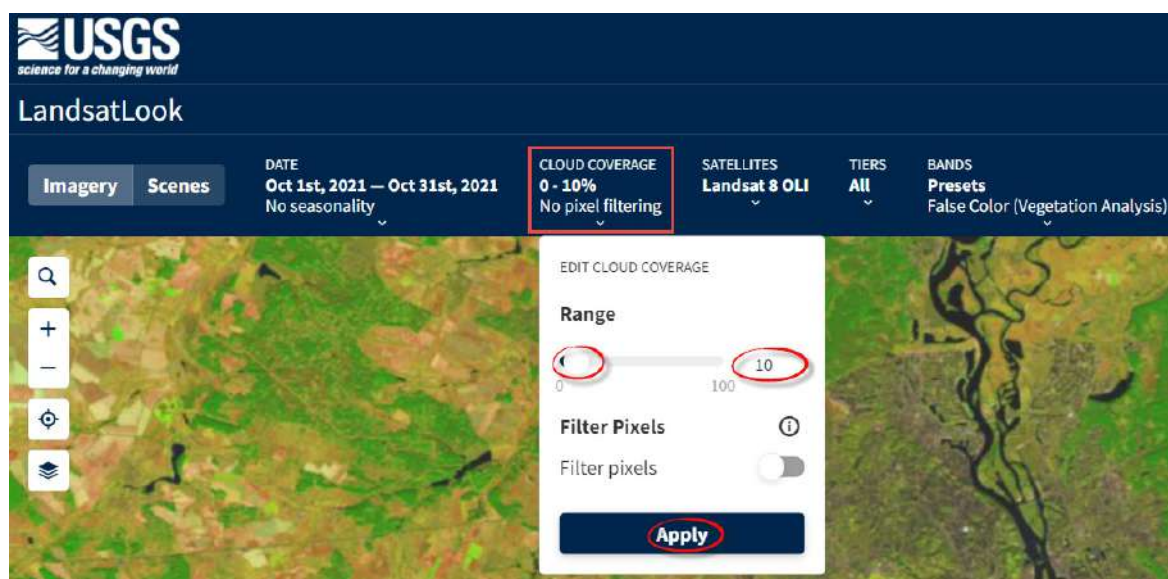 USGS
science for a changing world
LandsatLook
Imagery
Scenes
DATE
Oct 1st, 2021 — Oct 31st, 2021
No seasonality
CLOUD COVERAGE
0 - 10%
No pixel filtering
SATELLITES
Landsat 8 OLI
TIERS
All
BANDS
Presets
False Color (Vegetation Analysis)
EDIT CLOUD COVERAGE
Range
10
0
100
Filter Pixels
Filter pixels
Apply